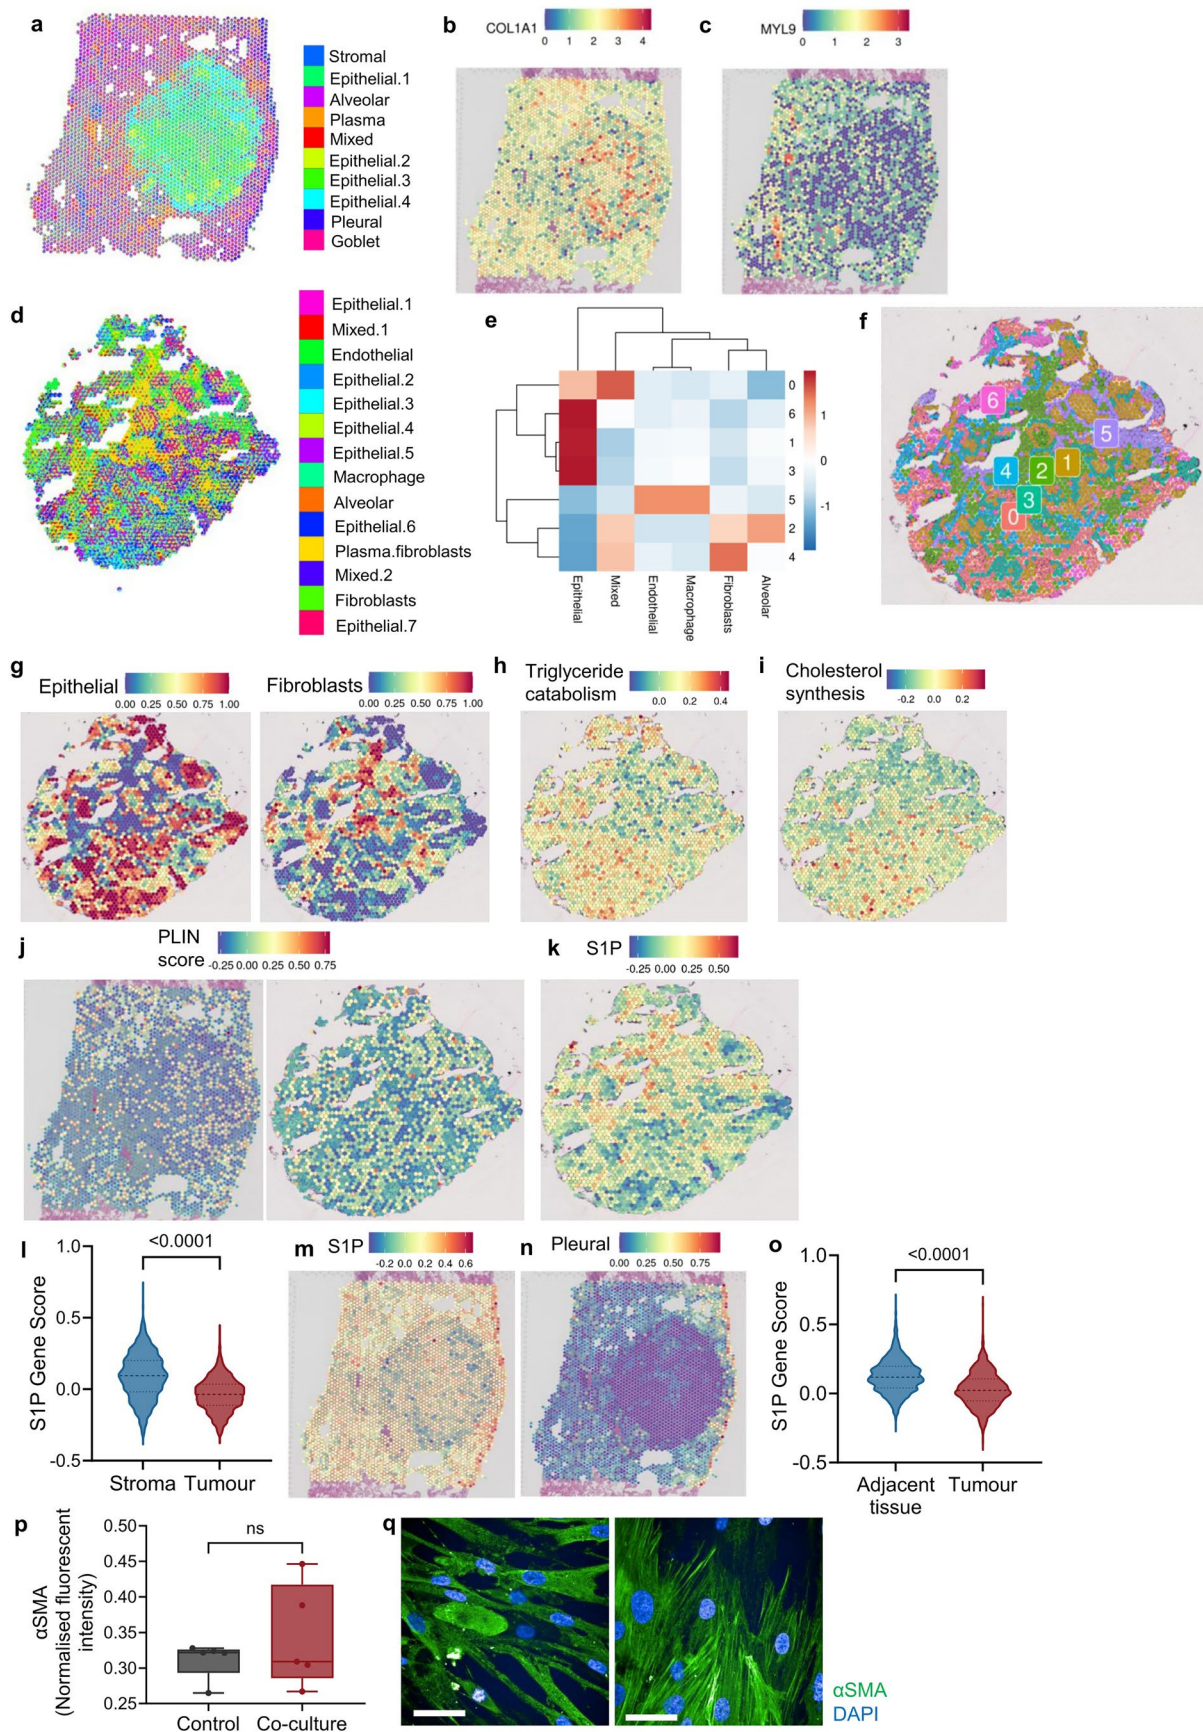 a
Stromal
Epithelial.1
Alveolar
Plasma
Mixed
Epithelial.2
Epithelial.3
Epithelial.4
Pleural
Goblet
b
COL1A1
0 1 2 3 4
c
MYL9
0 1 2 3
d
Epithelial.1
Mixed.1
Endothelial
Epithelial.2
Epithelial.3
Epithelial.4
Epithelial.5
Macrophage
Alveolar
Epithelial.6
Plasma.fibroblasts
Mixed.2
Fibroblasts
Epithelial.7
e
0
6
1
3
5
2
4
1
0
-1
Epithelial
Mixed
Endothelial
Macrophage
Fibroblasts
Alveolar
f
6
5
4
2
1
3
0
g
Epithelial
0.00 0.25 0.50 0.75 1.00
Fibroblasts
0.00 0.25 0.50 0.75 1.00
h
Triglyceride
catabolism
0.0 0.2 0.4
i
Cholesterol
synthesis
-0.2 0.0 0.2
j
PLIN
score
-0.25 0.00 0.25 0.50 0.75
k
S1P
-0.25 0.00 0.25 0.50
l
<0.0001
1.0
0.5
0.0
-0.5
S1P Gene Score
Stroma Tumour
m
S1P
-0.2 0.0 0.2 0.4 0.6
n
Pleural
0.00 0.25 0.50 0.75
o
<0.0001
1.0
0.5
0.0
-0.5
S1P Gene Score
Adjacent
tissue
Tumour
p
ns
0.50
0.45
0.40
0.35
0.30
0.25
αSMA
(Normalised fluorescent
intensity)
Control Co-culture
q
αSMA
DAPI